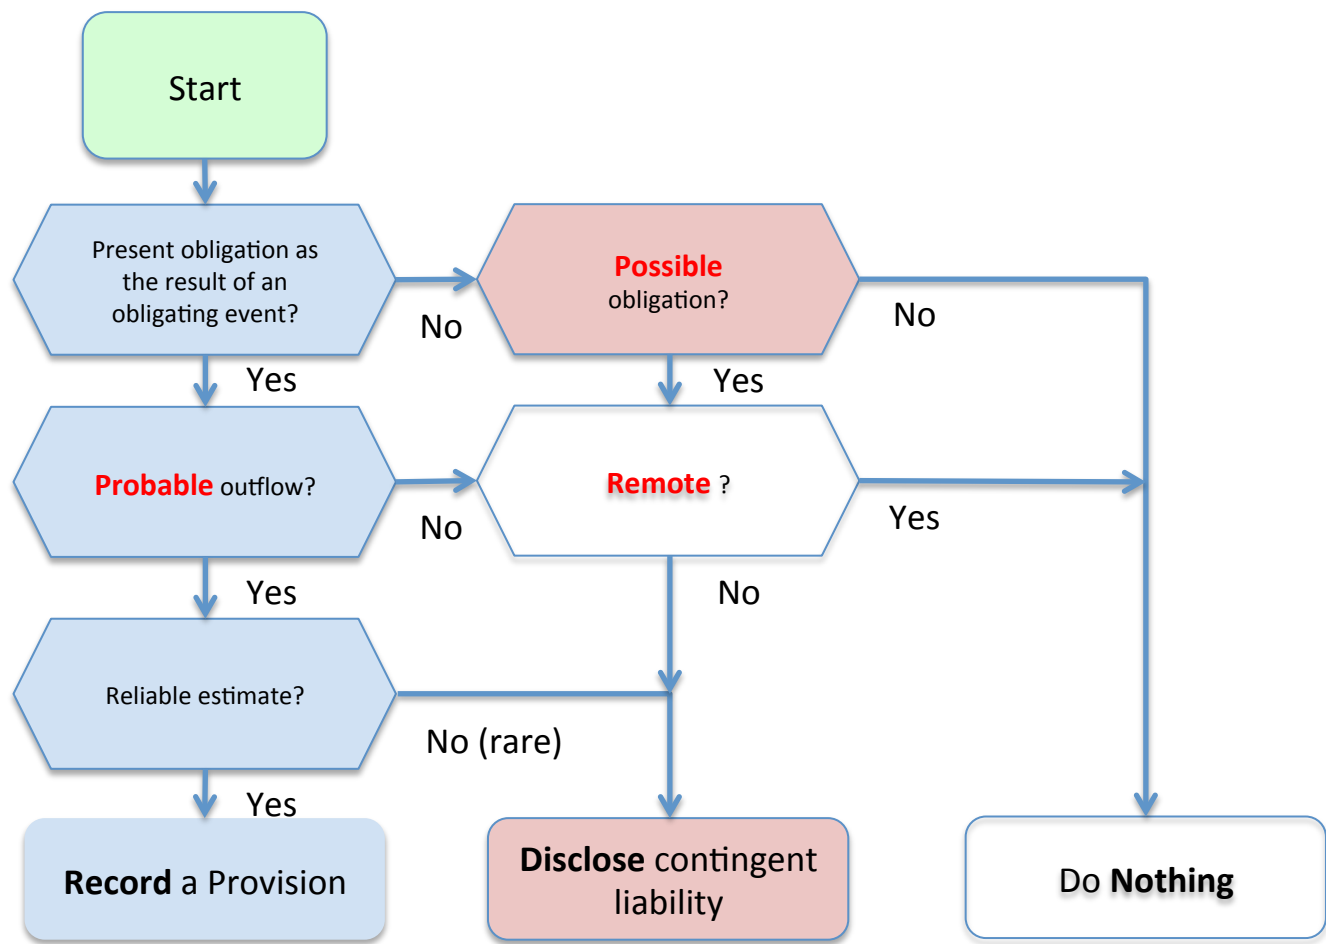 Start
Present obligation as
the result of an
obligating event?
No
Possible
obligation?
No
Yes
Yes
Probable outflow?
No
Remote ?
Yes
Yes
No
Reliable estimate?
No (rare)
Yes
Record a Provision
Disclose contingent
liability
Do Nothing